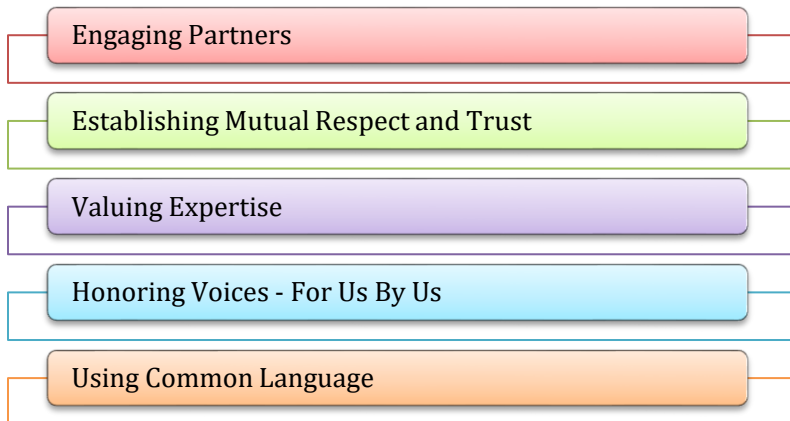 Engaging Partners
Establishing Mutual Respect and Trust
Valuing Expertise
Honoring Voices - For Us By Us
Using Common Language